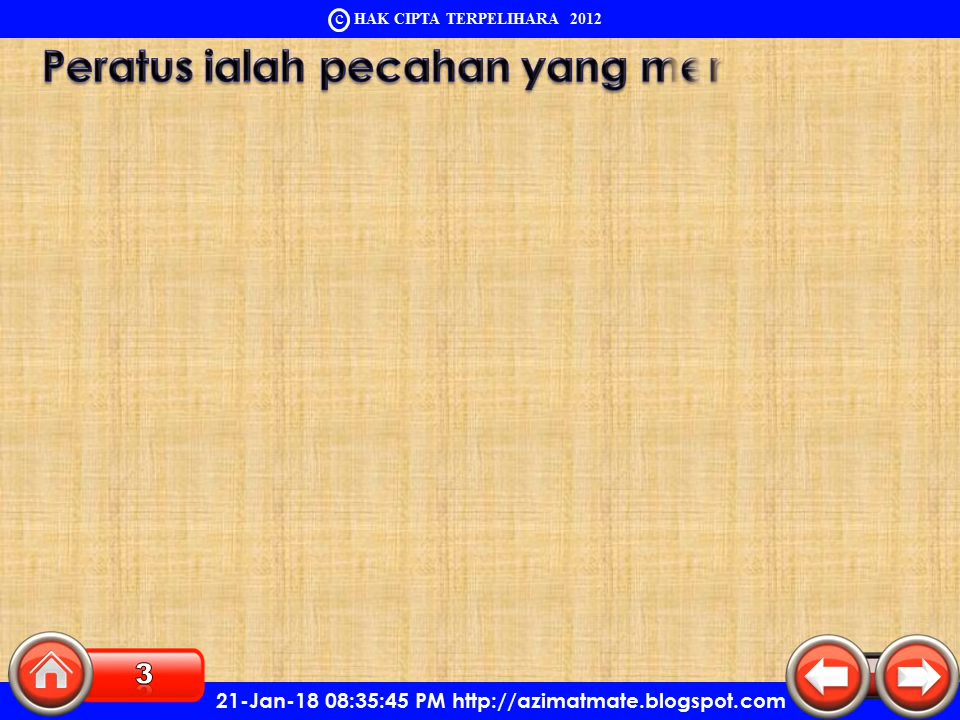 © HAK CIPTA TERPELIHARA 2012
Peratus ialah pecahan yang
3
21-Jan-18 08:35:45 PM http://azimatmate.blogspot.com